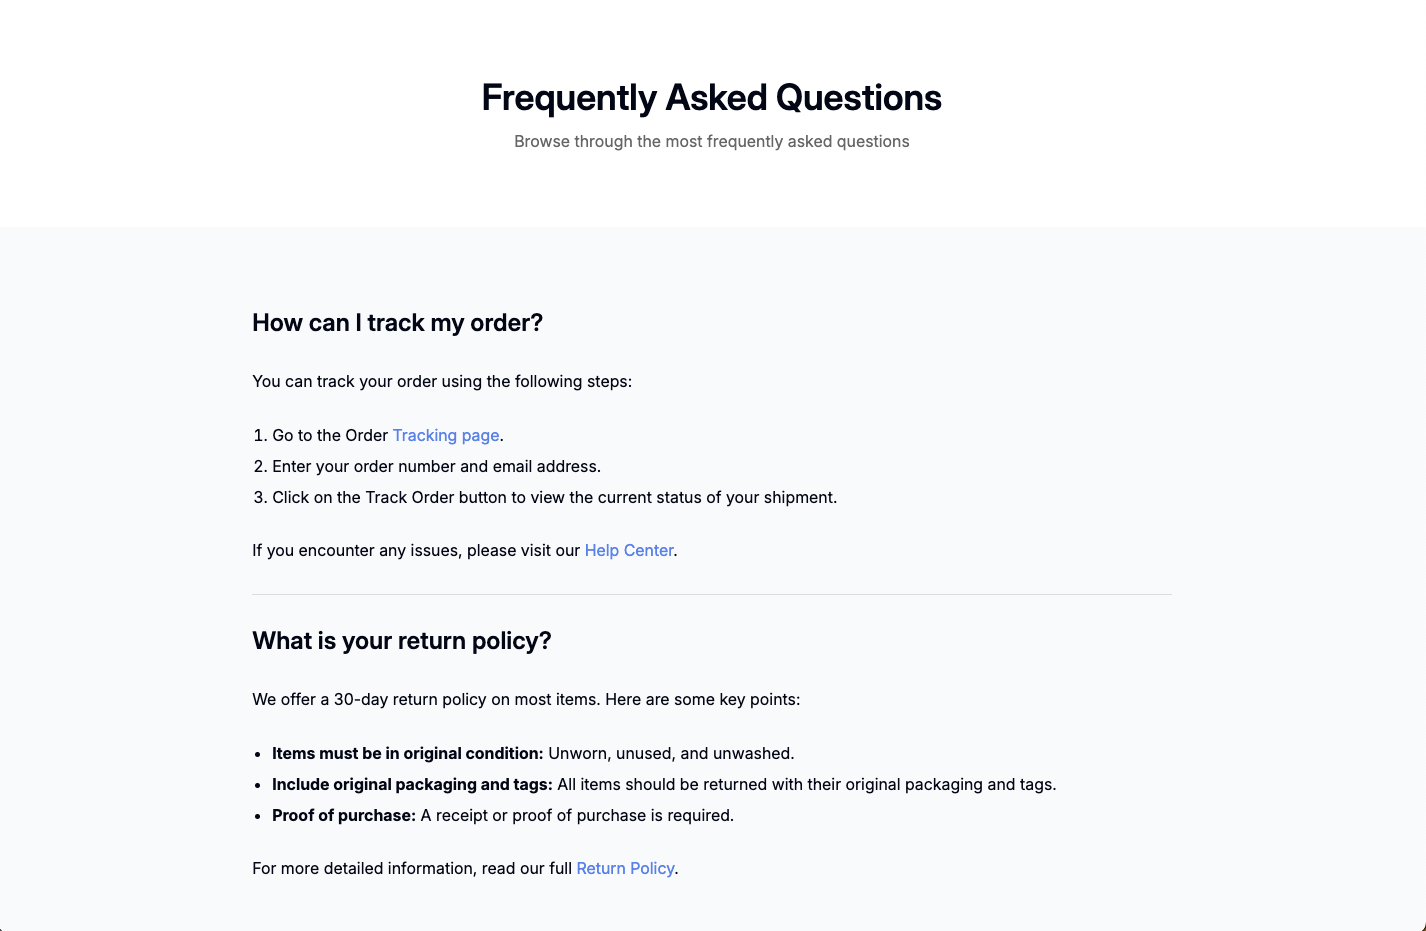 Frequently Asked Questions
Browse through the most frequently asked questions
How can I track my order?
You can track your order using the following steps:
1. Go to the Order Tracking page.
2. Enter your order number and email address.
3. Click on the Track Order button to view the current status of your shipment.
If you encounter any issues, please visit our Help Center.
What is your return policy?
We offer a 30-day return policy on most items. Here are some key points:
• Items must be in original condition: Unworn, unused, and unwashed.
• Include original packaging and tags: All items should be returned with their original packaging and tags.
• Proof of purchase: A receipt or proof of purchase is required.
For more detailed information, read our full Return Policy.